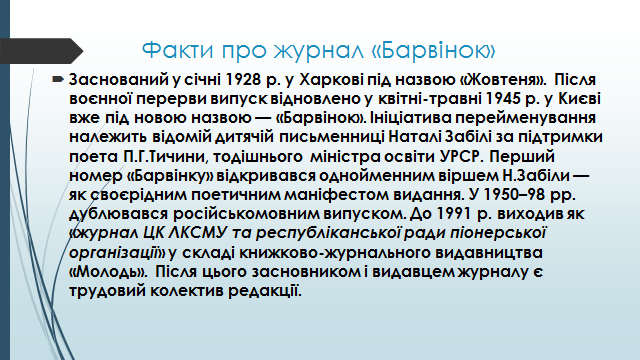 Факти про журнал «Барвінок»
Заснований у січні 1928 р. у Харкові під назвою «Жовтеня». Після
воєнної перерви випуск відновлено у квітні-травні 1945 р. у Києві
вже під новою назвою — «Барвінок». Ініціатива перейменування
належить відомій дитячій письменниці Наталі Забілі за підтримки
поета П.Г.Тичини, тодішнього міністра освіти УРСР. Перший
номер «Барвінку» відкривався однойменним віршем Н.Забіли —
як своєрідним поетичним маніфестом видання. У 1950–98 рр.
дублювався російськомовним випуском. До 1991 р. виходив як
«журнал ЦК ЛКСМУ та республіканської ради піонерської
організації» у складі книжково-журнального видавництва
«Молодь». Після цього засновником і видавцем журналу є
трудовий колектив редакції.